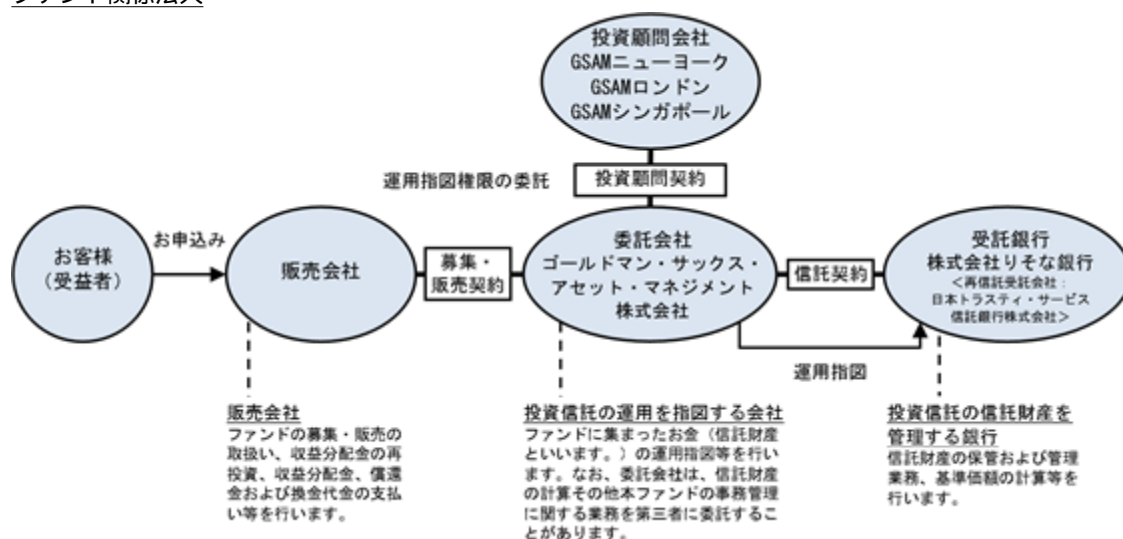 投資顧問会社
GSAMニューヨーク
GSAMロンドン
GSAMシンガポール
運用指図権限の委託
投資顧問契約
お客様
(受益者)
お申込み
販売会社
募集・
販売契約
委託会社
ゴールドマン・サックス・
アセット・マネジメント
株式会社
信託契約
受託銀行
株式会社りそな銀行
<再信託受託会社:
日本トラスティ・サービス
信託銀行株式会社>
運用指図
販売会社
ファンドの募集・販売の
取扱い、収益分配金の再
投資、収益分配金、償還
金および換金代金の支払
い等を行います。
投資信託の運用を指図する会社
ファンドに集まったお金(信託財産
といいます。)の運用指図等を行い
ます。なお、委託会社は、信託財産
の計算その他本ファンドの事務管理
に関する業務を第三者に委託するこ
とがあります。
投資信託の信託財産を
管理する銀行
信託財産の保管および管理
業務、基準価額の計算等を
行います。